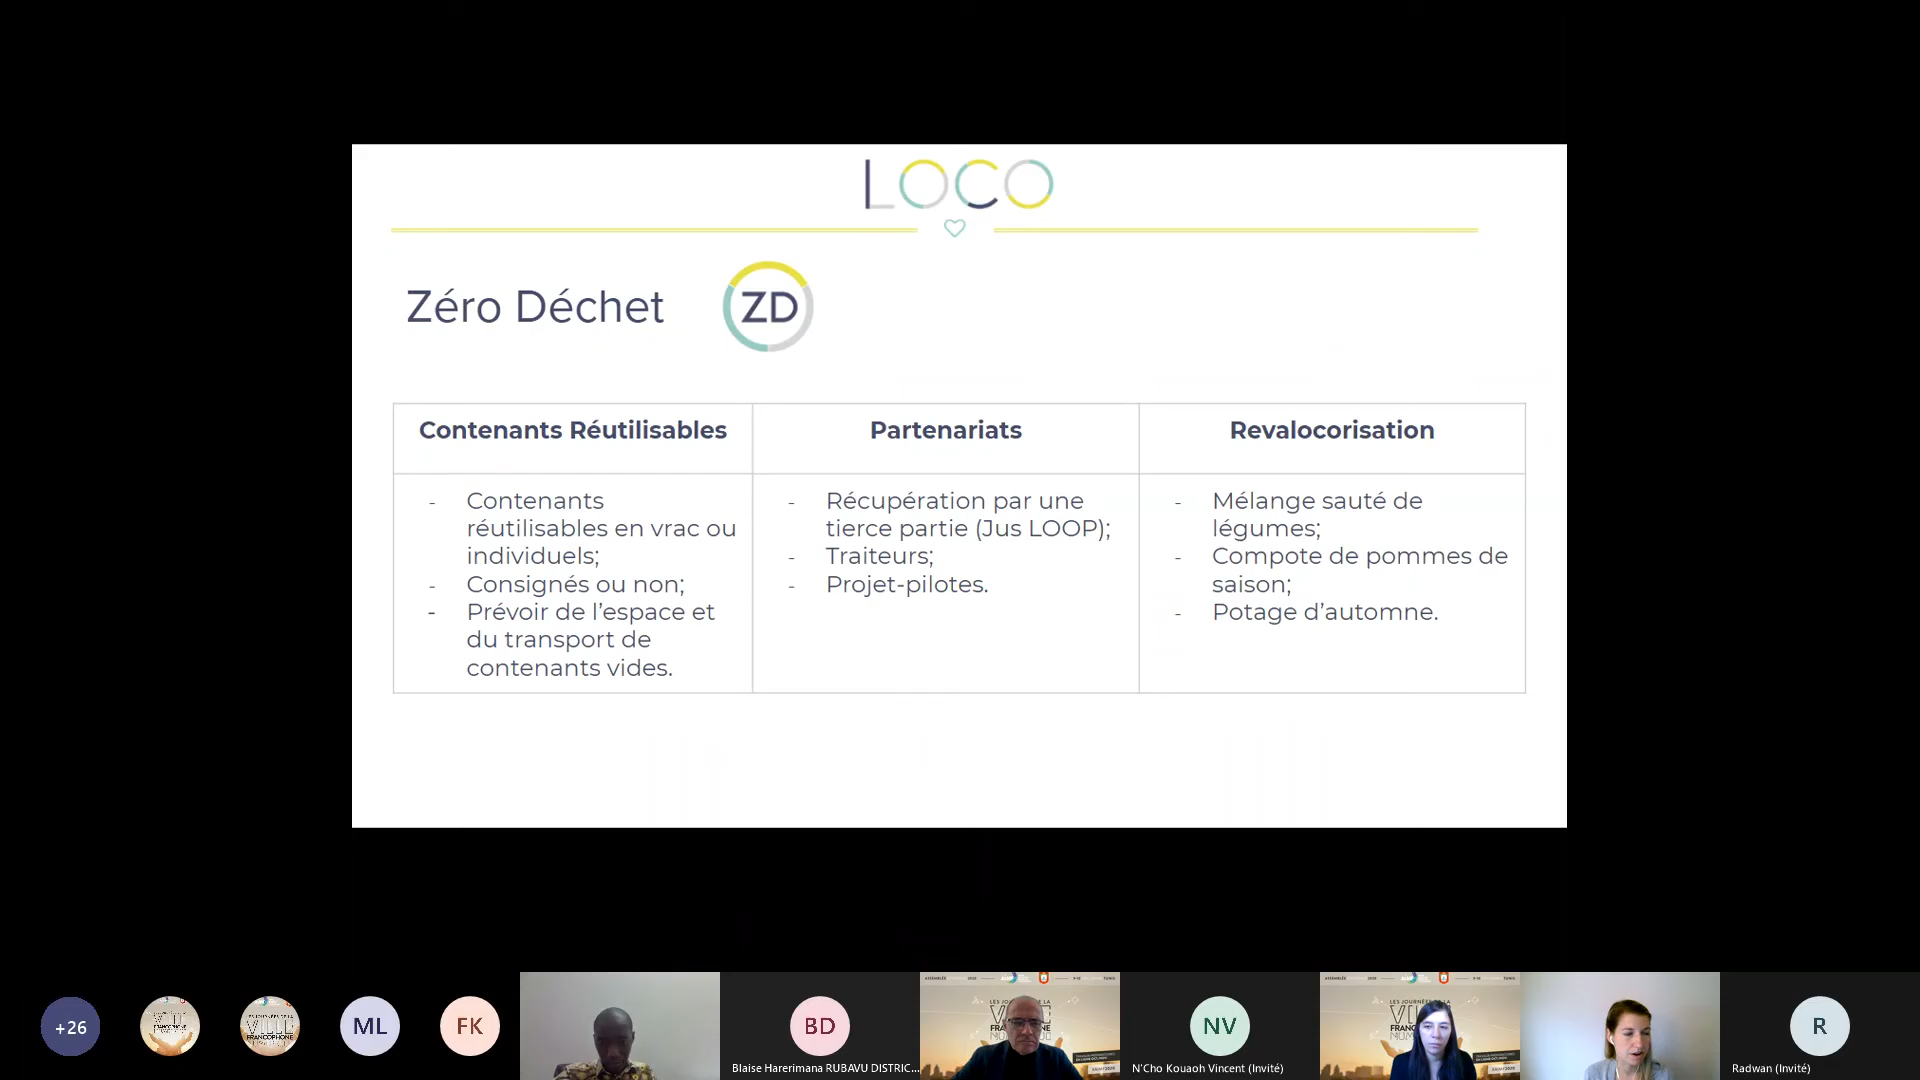 LOCO
Zéro Déchet
ZD
Contenants Réutilisables
- Contenants
réutilisables en vrac ou
individuels;
- Consignés ou non;
- Prévoir de l'espace et
du transport de
contenants vides.
Partenariats
- Récupération par une
tierce partie (Jus LOOP);
- Traiteurs;
- Projet-pilotes.
Revalocorisation
- Mélange sauté de
légumes;
- Compote de pommes de
saison;
- Potage d'automne.
+26
ML
FK
BD
Blaise Harerimana RUBAVU DISTRIC...
NV
N'Cho Kouaoh Vincent (Invité)
R
Radwan (Invité)